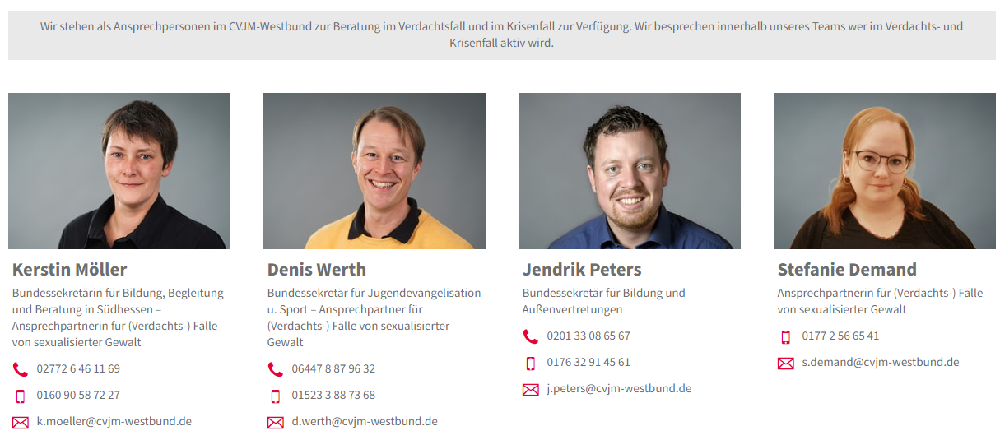 Wir stehen als Ansprechpersonen im CVJM-Westbund zur Beratung im Verdachtsfall und im Krisenfall zur Verfügung. Wir besprechen innerhalb unseres Teams wer im Verdachts- und
Krisenfall aktiv wird.
Kerstin Möller
Bundessekretärin für Bildung, Begleitung
und Beratung in Südhessen –
Ansprechpartnerin für (Verdachts-) Fälle
von sexualisierter Gewalt
02772 6 46 11 69
0160 90 58 72 27
k.moeller@cvjm-westbund.de
Denis Werth
Bundessekretär für Jugendevangelisation
u. Sport – Ansprechpartner für
(Verdachts-) Fälle von sexualisierter
Gewalt
06447 8 87 96 32
01523 3 88 73 68
d.werth@cvjm-westbund.de
Jendrik Peters
Bundessekretär für Bildung und
Außenvertretungen
0201 33 08 65 67
0176 32 91 45 61
j.peters@cvjm-westbund.de
Stefanie Demand
Ansprechpartnerin für (Verdachts-) Fälle
von sexualisierter Gewalt
0177 2 56 65 41
s.demand@cvjm-westbund.de